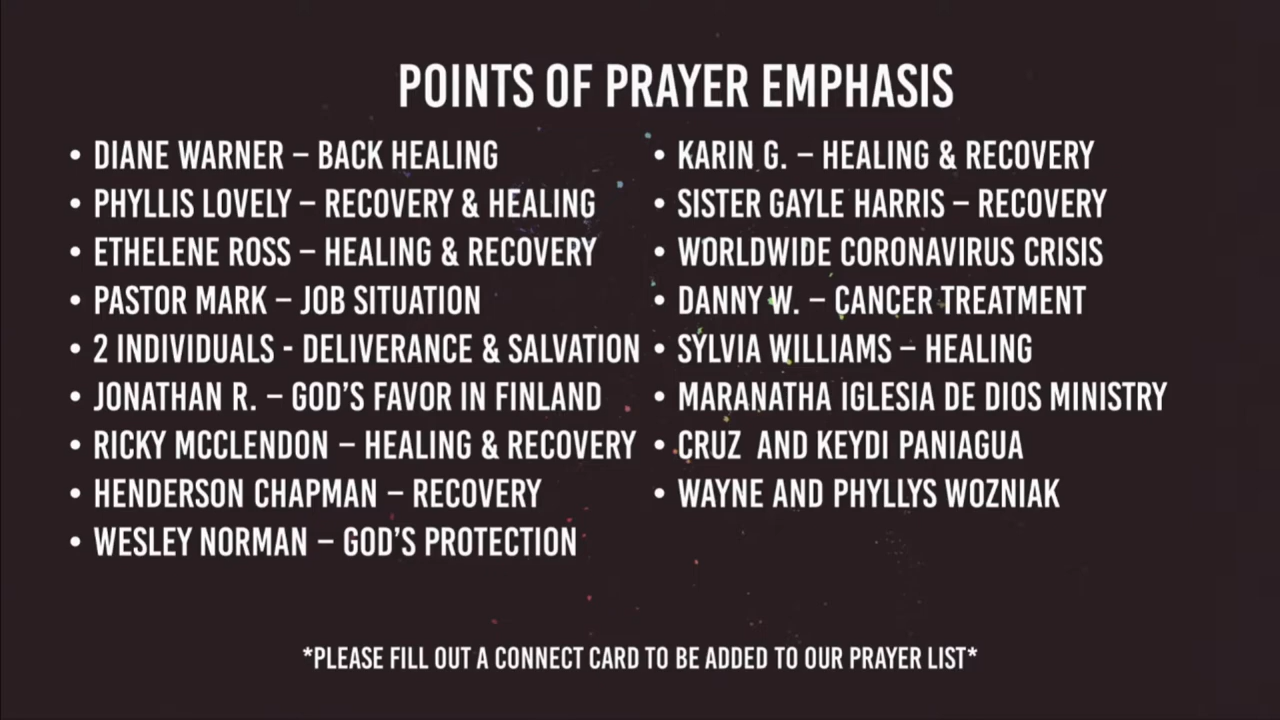 POINTS OF PRAYER EMPHASIS
• DIANE WARNER – BACK HEALING
• PHYLLIS LOVELY – RECOVERY & HEALING
• ETHELENE ROSS – HEALING & RECOVERY
• PASTOR MARK – JOB SITUATION
• 2 INDIVIDUALS - DELIVERANCE & SALVATION
• JONATHAN R. – GOD'S FAVOR IN FINLAND
• RICKY MCCLENDON – HEALING & RECOVERY
• HENDERSON CHAPMAN – RECOVERY
• WESLEY NORMAN – GOD'S PROTECTION
• KARIN G. – HEALING & RECOVERY
• SISTER GAYLE HARRIS – RECOVERY
• WORLDWIDE CORONAVIRUS CRISIS
• DANNY W. – CANCER TREATMENT
• SYLVIA WILLIAMS – HEALING
• MARANATHA IGLESIA DE DIOS MINISTRY
• CRUZ  AND KEYDI PANIAGUA
• WAYNE AND PHYLLYS WOZNIAK
*PLEASE FILL OUT A CONNECT CARD TO BE ADDED TO OUR PRAYER LIST*